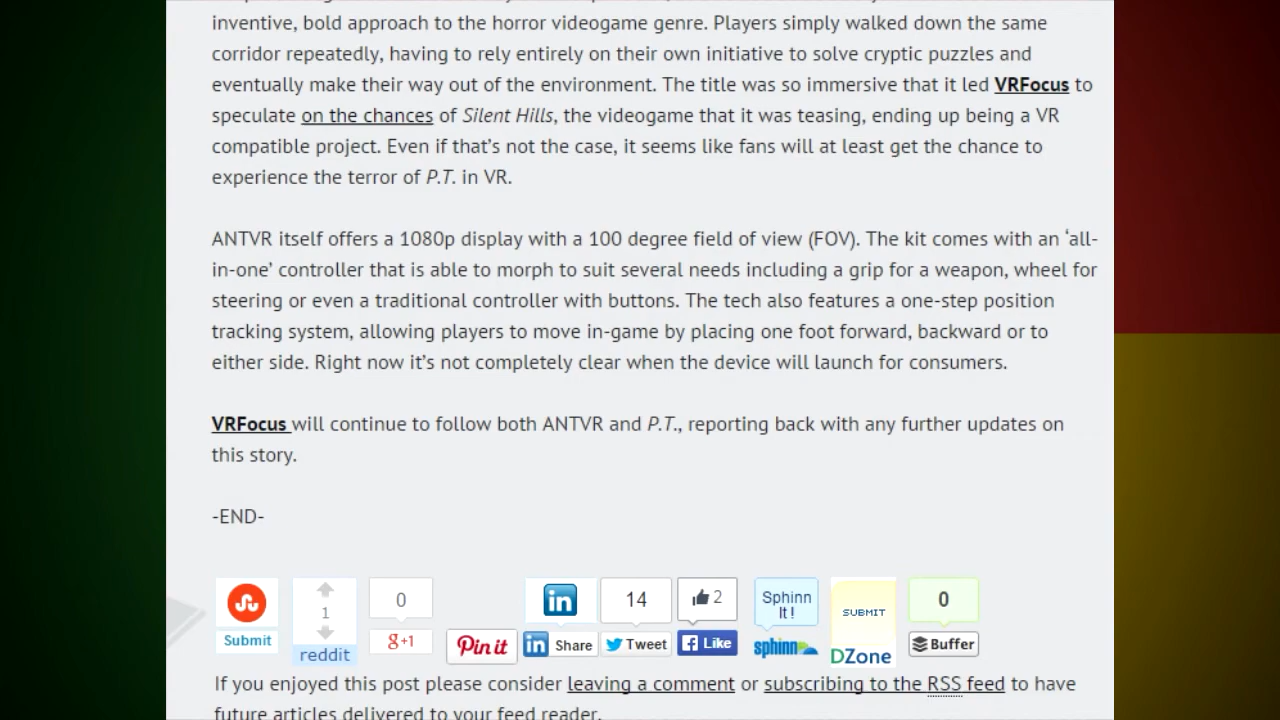 inventive, bold approach to the horror videogame genre. Players simply walked down the same
corridor repeatedly, having to rely entirely on their own initiative to solve cryptic puzzles and
eventually make their way out of the environment. The title was so immersive that it led VRFocus to
speculate on the chances of Silent Hills, the videogame that it was teasing, ending up being a VR
compatible project. Even if that's not the case, it seems like fans will at least get the chance to
experience the terror of P.T. in VR.
ANTVR itself offers a 1080p display with a 100 degree field of view (FOV). The kit comes with an ‘all-
in-one’ controller that is able to morph to suit several needs including a grip for a weapon, wheel for
steering or even a traditional controller with buttons. The tech also features a one-step position
tracking system, allowing players to move in-game by placing one foot forward, backward or to
either side. Right now it’s not completely clear when the device will launch for consumers.
VRFocus will continue to follow both ANTVR and P.T., reporting back with any further updates on
this story.
-END-
Submit
1
reddit
0
g+1
Pin it
in
in Share
14
Tweet
2
Like
Sphinn
It !
sphinn
SUBMIT
DZone
0
Buffer
If you enjoyed this post please consider leaving a comment or subscribing to the RSS feed to have
future articles delivered to your feed reader.